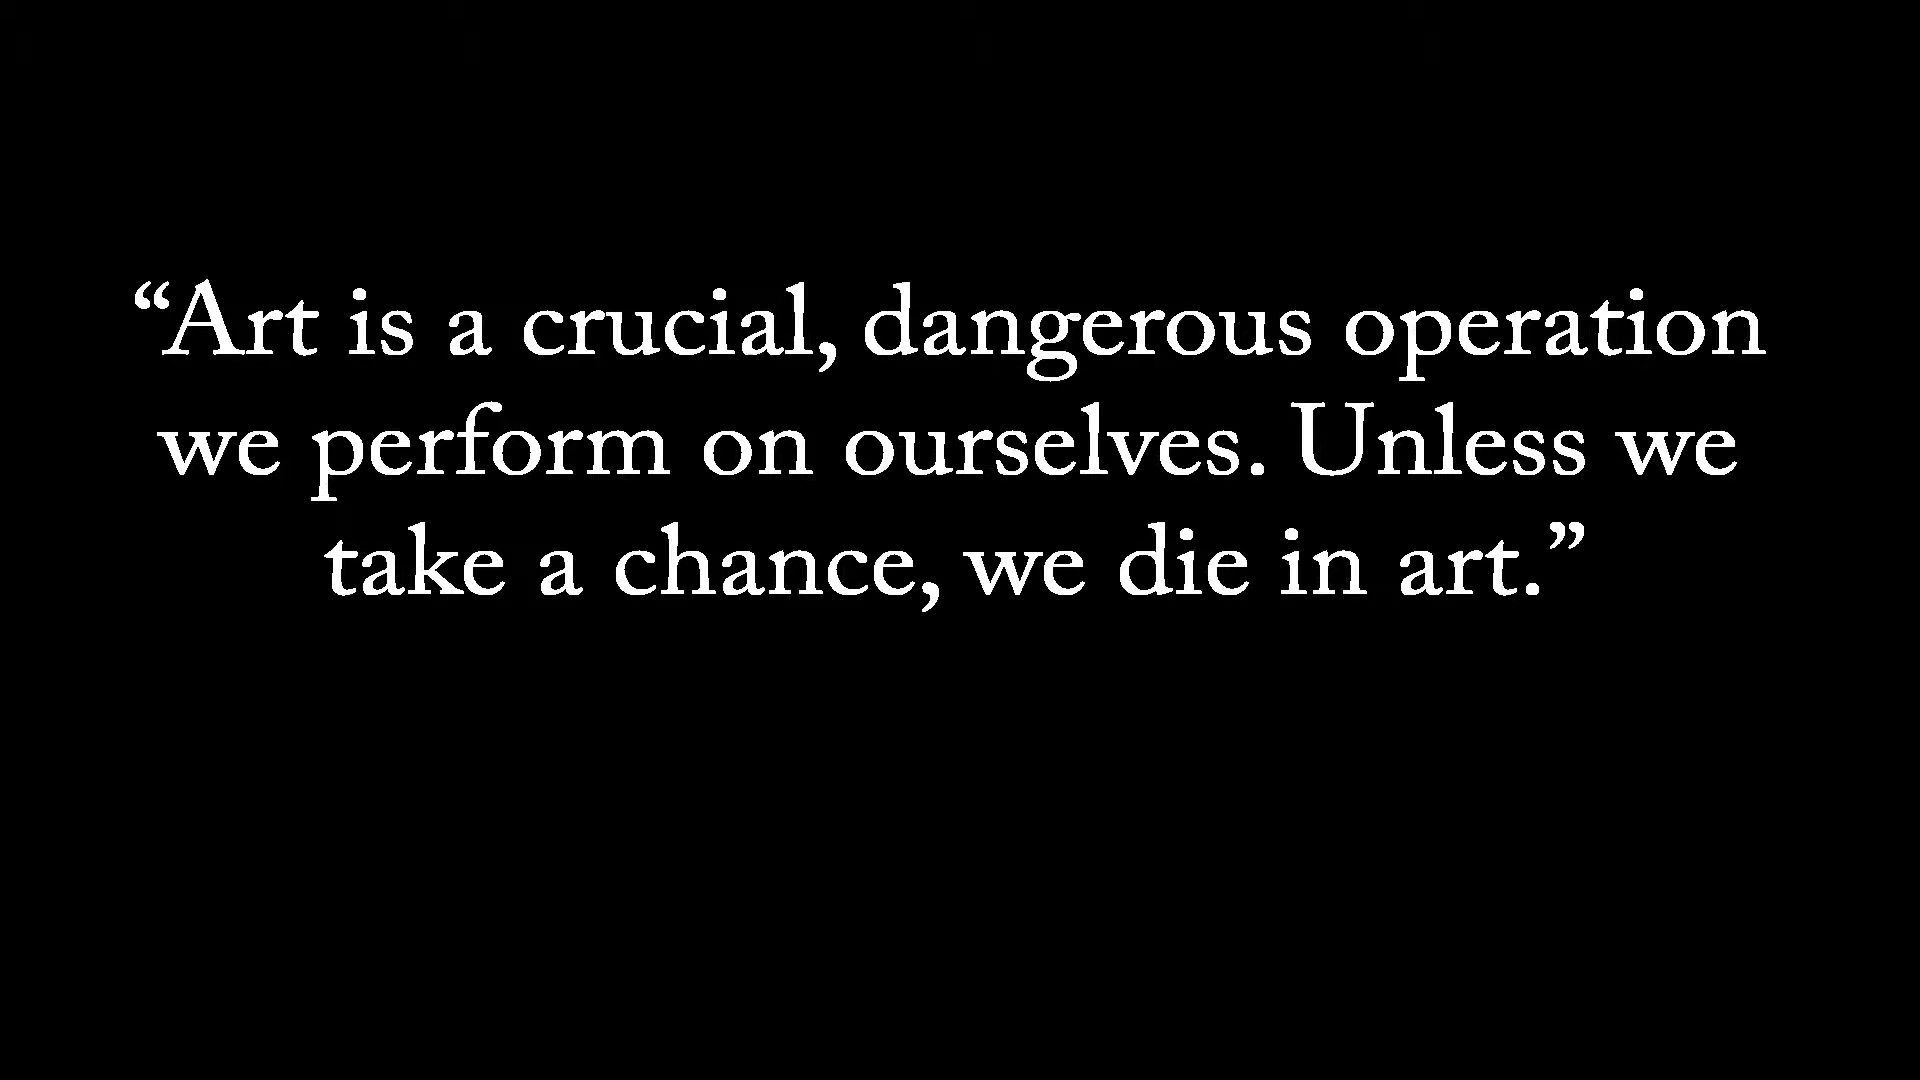 “Art is a crucial, dangerous operation
we perform on ourselves. Unless we
take a chance, we die in art.”